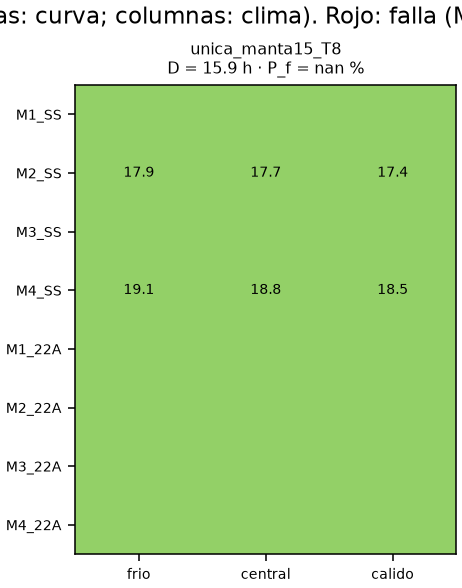 as: curva; columnas: clima). Rojo: falla (M
unica_manta15_T8
D = 15.9 h · P_f = nan %
M1_SS
M2_SS 17.9 17.7 17.4
M3_SS
M4_SS 19.1 18.8 18.5
M1_22A
M2_22A
M3_22A
M4_22A
frio central calido